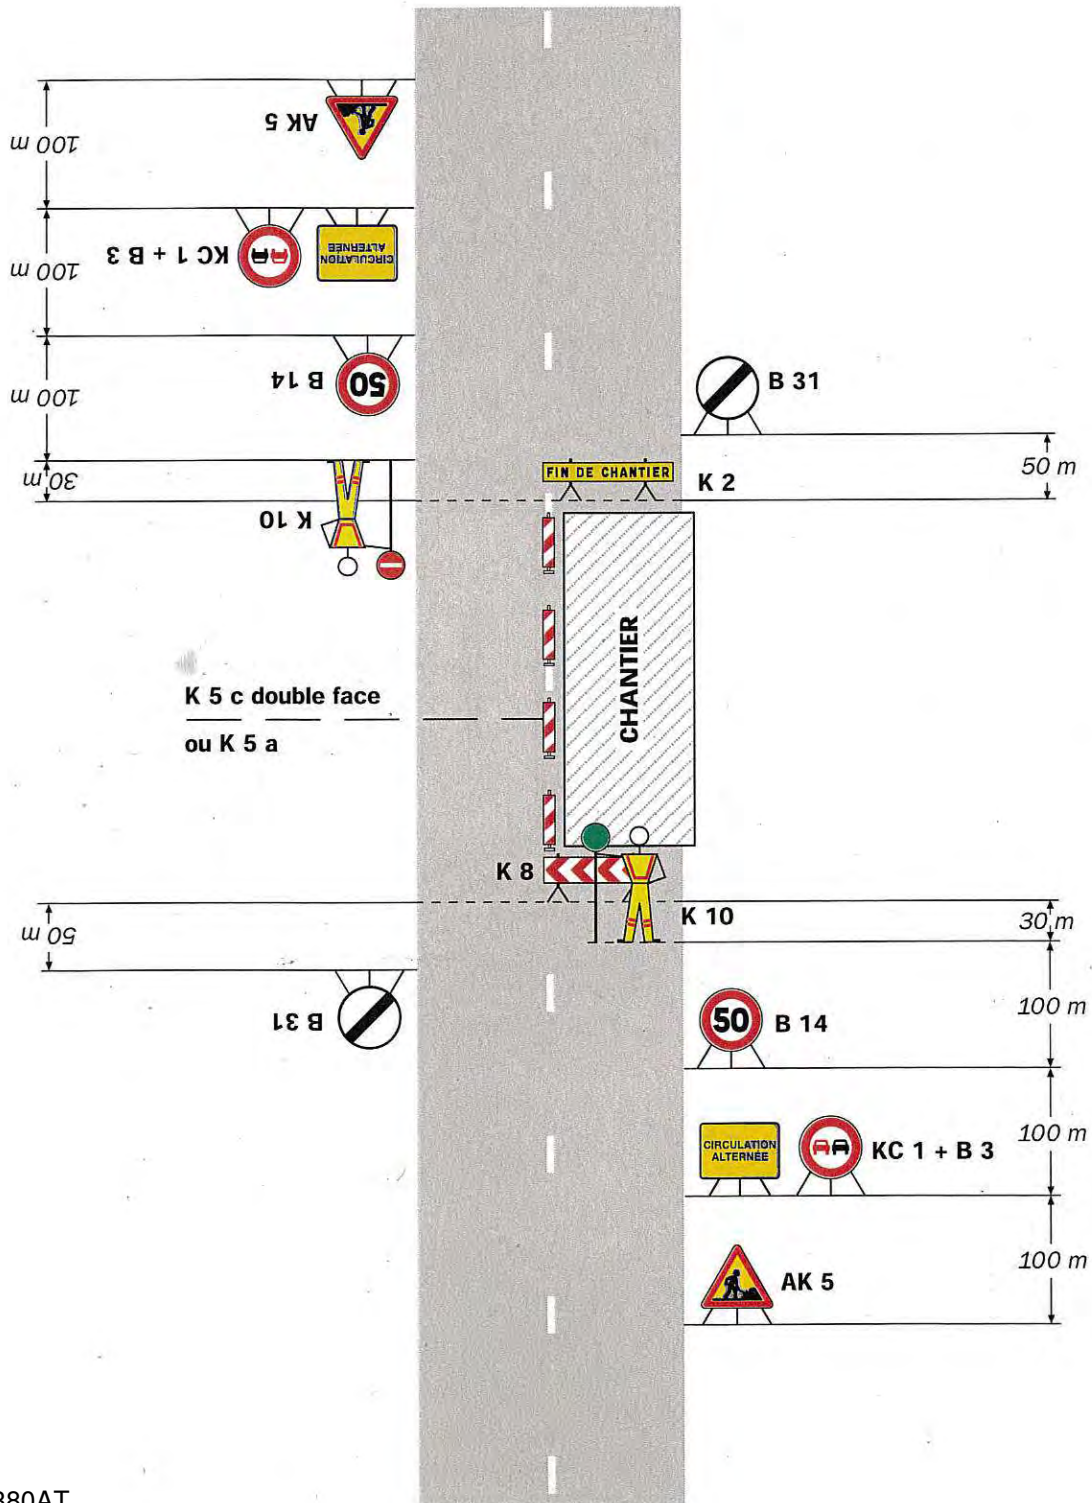 AK 5
100 m
CIRCULATION
ALTERNÉE
KC 1 + B 3
100 m
50
B 14
100 m
B 31
50 m
FIN DE CHANTIER
K 2
K 10
30 m
K 5 c double face
ou K 5 a
CHANTIER
K 8
K 10
30 m
50 m
B 31
50
B 14
100 m
CIRCULATION
ALTERNÉE
KC 1 + B 3
100 m
AK 5
100 m
380AT